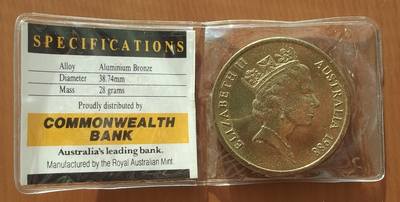 SPECIFICATIONS
Alloy Aluminium Bronze
Diameter 38.74mm
Mass 28 grams
Proudly distributed by
COMMONWEALTH
BANK
Australia's leading bank.
Manufactured by the Royal Australian Mint
ELIZABETH II AUSTRALIA 1988